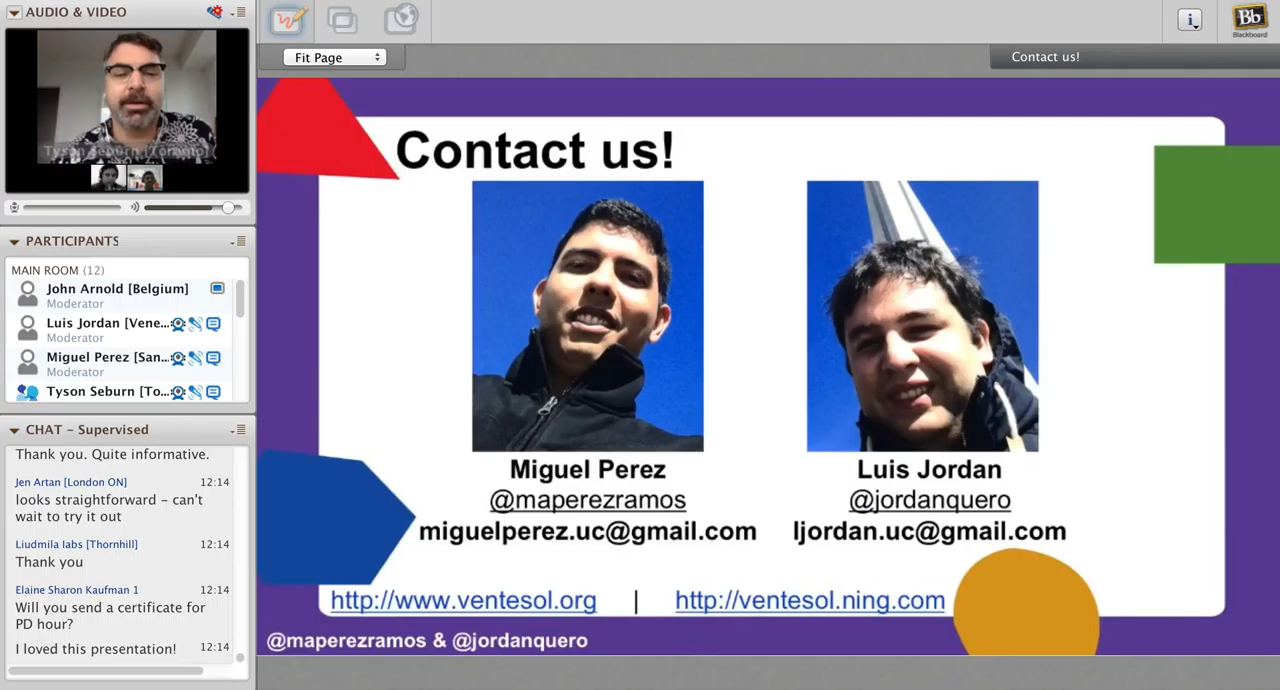 AUDIO & VIDEO
Tyson Seburn [Toronto]
PARTICIPANTS
MAIN ROOM (12)
John Arnold [Belgium]
Moderator
Luis Jordan [Vene...
Moderator
Miguel Perez [San...
Moderator
Tyson Seburn [To...
CHAT – Supervised
Thank you. Quite informative.
Jen Artan [London ON] 12:14
looks straightforward – can't
wait to try it out
Liudmila Iabs [Thornhill] 12:14
Thank you
Elaine Sharon Kaufman 1 12:14
Will you send a certificate for
PD hour?
I loved this presentation! 12:14
Fit Page
Contact us!
Bb
Blackboard
Contact us!
Miguel Perez
@maperezramos
miguelperez.uc@gmail.com
Luis Jordan
@jordanquero
ljordan.uc@gmail.com
http://www.ventesol.org | http://ventesol.ning.com
@maperezramos & @jordanquero